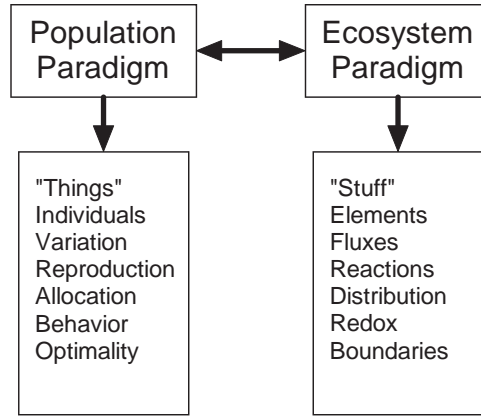 Population
Paradigm
Ecosystem
Paradigm
"Things"
Individuals
Variation
Reproduction
Allocation
Behavior
Optimality
"Stuff"
Elements
Fluxes
Reactions
Distribution
Redox
Boundaries